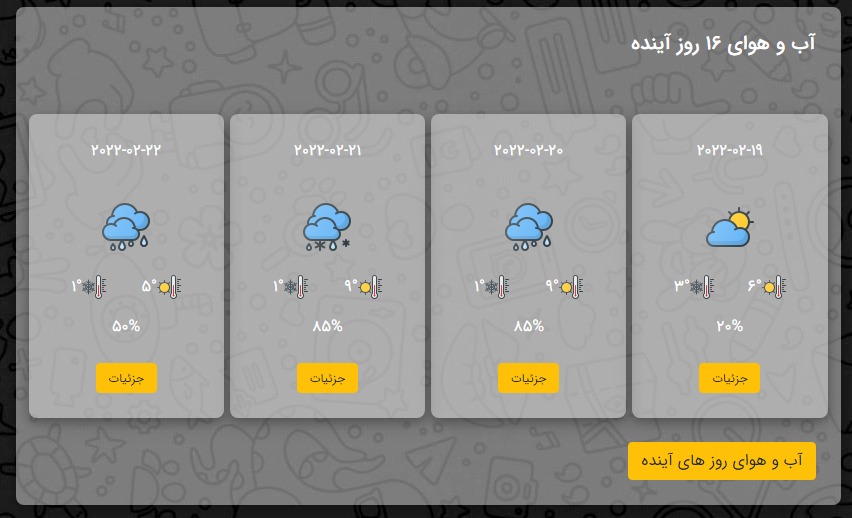 آب و هوای ۱۶ روز آینده
۲۰۲۲-۰۲-۱۹
۶°
۳°
۲۰%
جزئیات
۲۰۲۲-۰۲-۲۰
۹°
۱°
۸۵%
جزئیات
۲۰۲۲-۰۲-۲۱
۹°
۱°
۸۵%
جزئیات
۲۰۲۲-۰۲-۲۲
۵°
۱°
۵۰%
جزئیات
آب و هوای روز های آینده